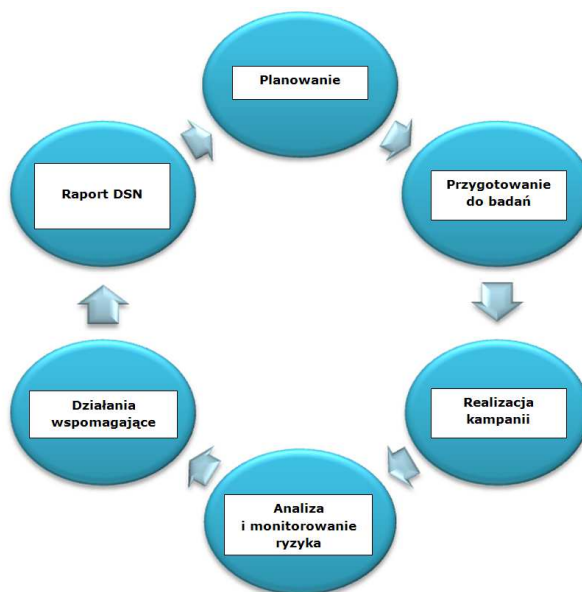 Planowanie
Przygotowanie
do badań
Realizacja
kampanii
Analiza
i monitorowanie
ryzyka
Działania
wspomagające
Raport DSN